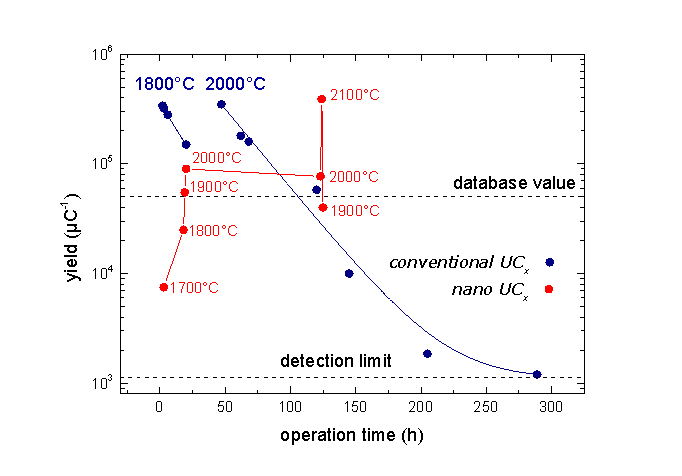 10⁶
1800°C 2000°C
2100°C
10⁵
2000°C
2000°C
1900°C
database value
1900°C
1800°C
yield (µC⁻¹)
conventional UCₓ
10⁴
1700°C
nano UCₓ
detection limit
10³
0 50 100 150 200 250 300
operation time (h)